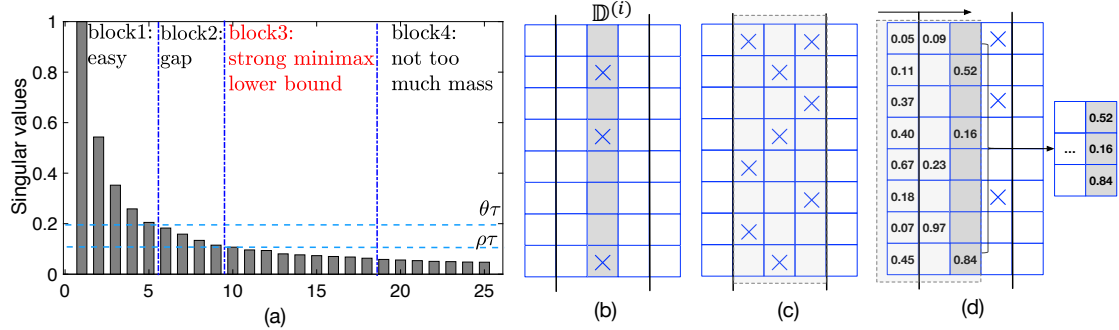 block1:
easy
block2:
gap
block3:
strong minimax
lower bound
block4:
not too
much mass
Singular values
1
0.8
0.6
0.4
0.2
0
θτ
ρτ
0 5 10 15 20 25
(a)
𝔻(i)
(b)
(c)
0.05 0.09
0.11 0.52
0.37
0.40 0.16
0.67 0.23
0.18
0.07 0.97
0.45 0.84
0.52
... 0.16
0.84
(d)